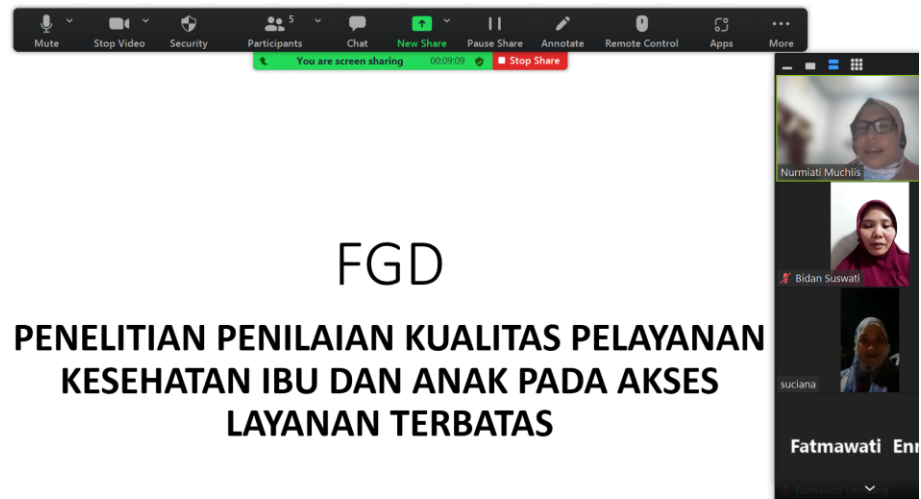 5
Mute
Stop Video
Security
Participants
Chat
New Share
Pause Share
Annotate
Remote Control
Apps
More
You are screen sharing 00:09:09 Stop Share
FGD
PENELITIAN PENILAIAN KUALITAS PELAYANAN
KESEHATAN IBU DAN ANAK PADA AKSES
LAYANAN TERBATAS
Nurmiati Muchlis
Bidan Suswati
suciana
Fatmawati Enr